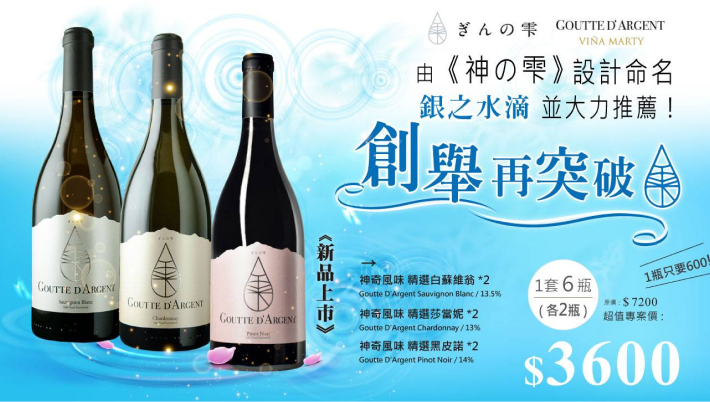 ぎんの雫
GOUTTE D'ARGENT
VIÑA MARTY
由《神の雫》設計命名
銀之水滴 並大力推薦！
創舉再突破
《新品上市》
→
神奇風味 精選白蘇維翁 *2
Goutte D'Argent Sauvignon Blanc / 13.5%
神奇風味 精選莎當妮 *2
Goutte D'Argent Chardonnay / 13%
神奇風味 精選黑皮諾 *2
Goutte D'Argent Pinot Noir / 14%
1套6瓶
(各2瓶)
1瓶只要600!
原價：$7200
超值專案價：
$3600
GOUTTE D'ARGENT
Sauvignon Blanc
GOUTTE D'ARGENT
Chardonnay
GOUTTE D'ARGENT
Pinot Noir